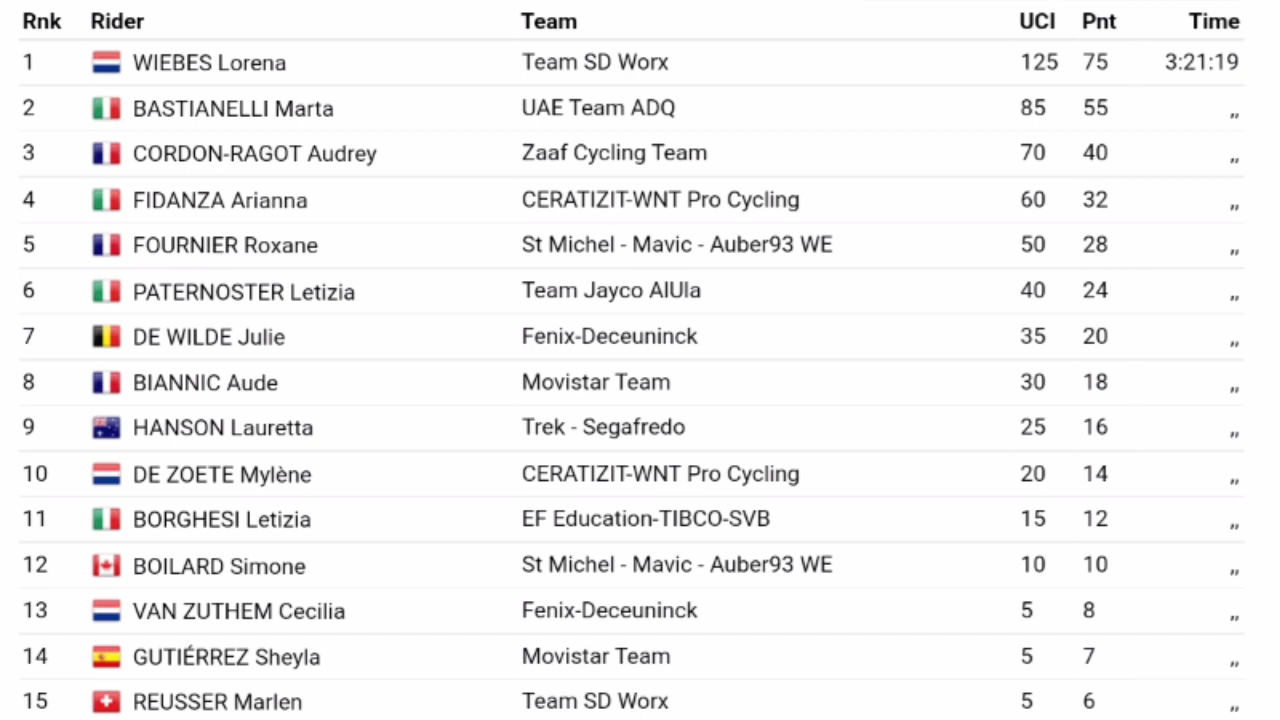 Rnk Rider Team UCI Pnt Time
1 WIEBES Lorena Team SD Worx 125 75 3:21:19
2 BASTIANELLI Marta UAE Team ADQ 85 55 ,,
3 CORDON-RAGOT Audrey Zaaf Cycling Team 70 40 ,,
4 FIDANZA Arianna CERATIZIT-WNT Pro Cycling 60 32 ,,
5 FOURNIER Roxane St Michel - Mavic - Auber93 WE 50 28 ,,
6 PATERNOSTER Letizia Team Jayco AlUla 40 24 ,,
7 DE WILDE Julie Fenix-Deceuninck 35 20 ,,
8 BIANNIC Aude Movistar Team 30 18 ,,
9 HANSON Lauretta Trek - Segafredo 25 16 ,,
10 DE ZOETE Mylène CERATIZIT-WNT Pro Cycling 20 14 ,,
11 BORGHESI Letizia EF Education-TIBCO-SVB 15 12 ,,
12 BOILARD Simone St Michel - Mavic - Auber93 WE 10 10 ,,
13 VAN ZUTHEM Cecilia Fenix-Deceuninck 5 8 ,,
14 GUTIÉRREZ Sheyla Movistar Team 5 7 ,,
15 REUSSER Marlen Team SD Worx 5 6 ,,